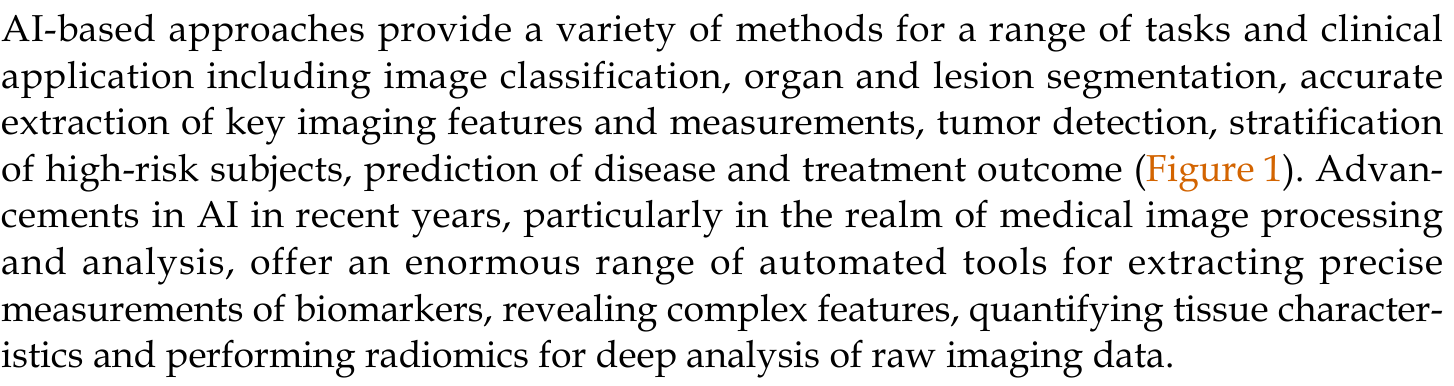 AI-based approaches provide a variety of methods for a range of tasks and clinical
application including image classification, organ and lesion segmentation, accurate
extraction of key imaging features and measurements, tumor detection, stratification
of high-risk subjects, prediction of disease and treatment outcome (Figure 1). Advan-
cements in AI in recent years, particularly in the realm of medical image processing
and analysis, offer an enormous range of automated tools for extracting precise
measurements of biomarkers, revealing complex features, quantifying tissue character-
istics and performing radiomics for deep analysis of raw imaging data.